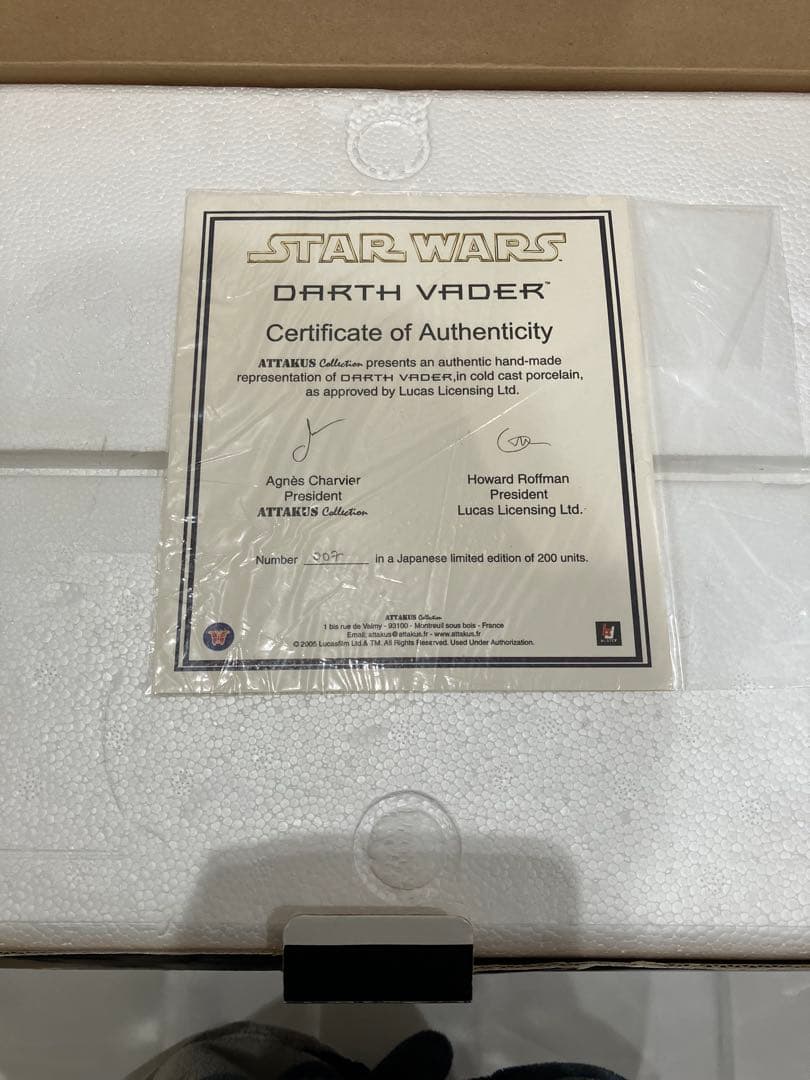 STAR WARS
DARTH VADER™
Certificate of Authenticity
ATTAKUS Collection presents an authentic hand-made
representation of DARTH VADER, in cold cast porcelain,
as approved by Lucas Licensing Ltd.
Agnès Charvier
President
ATTAKUS Collection
Howard Roffman
President
Lucas Licensing Ltd.
Number in a Japanese limited edition of 200 units.
ATTAKUS Collection
1 bis rue de Valmy - 93100 - Montreuil sous bois - France
Email: attakus@attakus.fr - www.attakus.fr
© 2005 Lucasfilm Ltd.& TM. All Rights Reserved. Used Under Authorization.